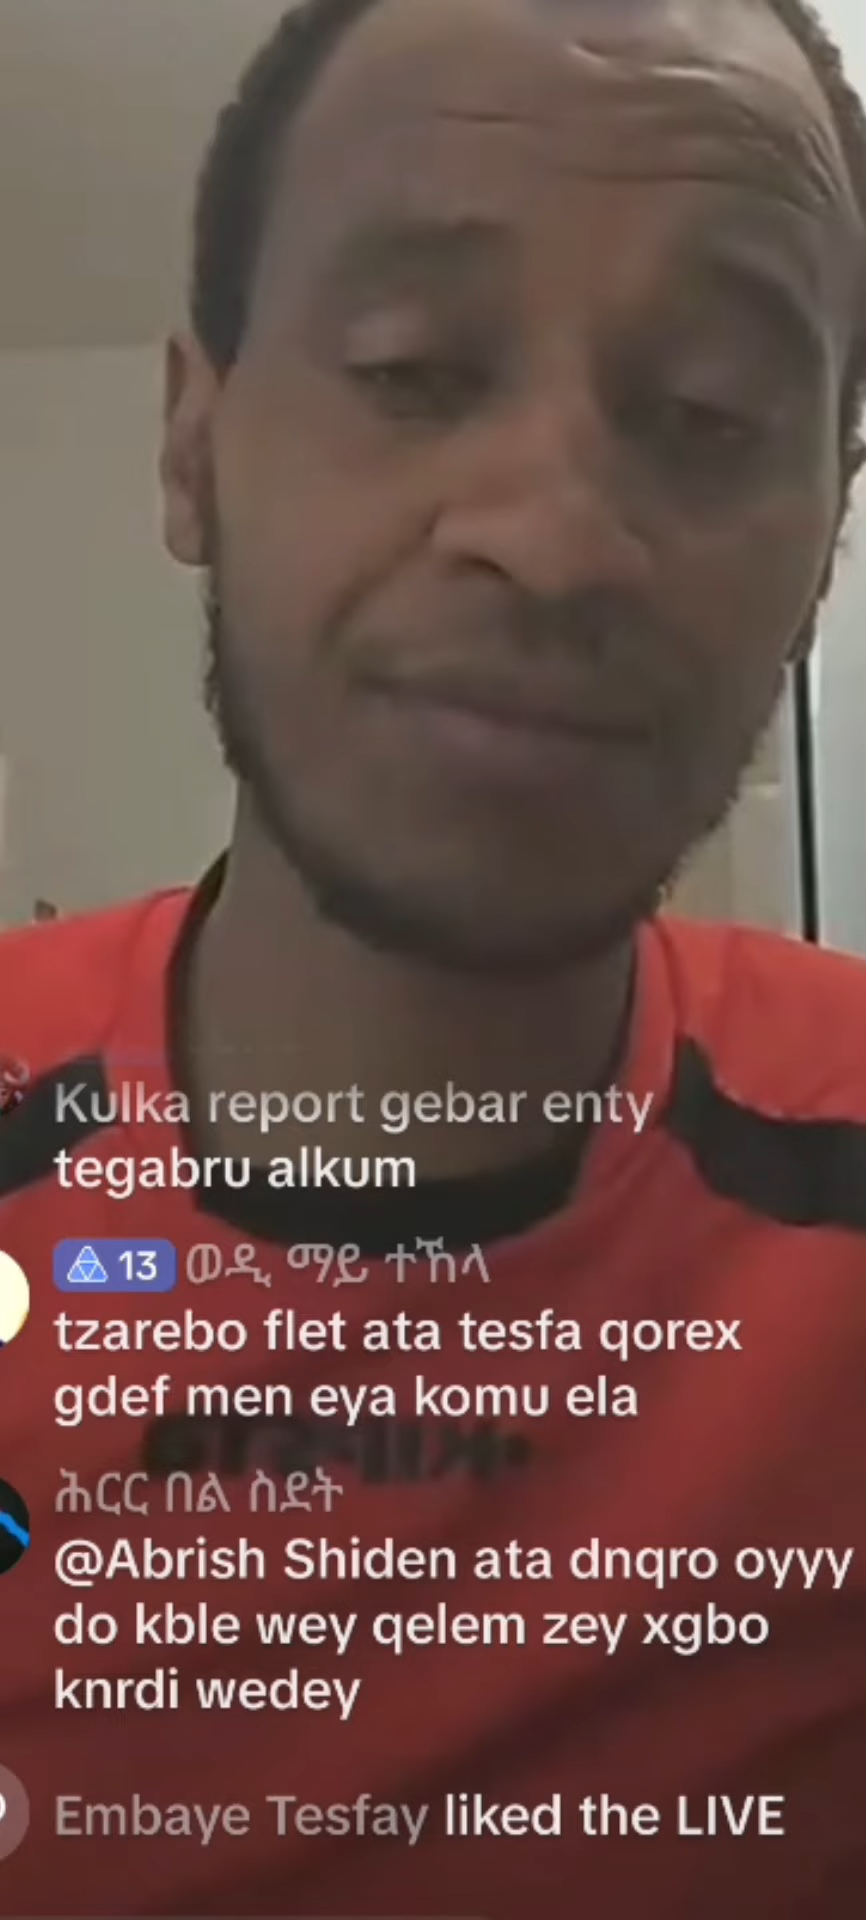 Kulka report gebar enty
tegabru alkum
13 ወዲ ማይ ተኸላ
tzarebo flet ata tesfa qorex
gdef men eya komu ela
ሕርር በል ስደት
@Abrish Shiden ata dnqro oyyy
do kble wey qelem zey xgbo
knrdi wedey
Embaye Tesfay liked the LIVE